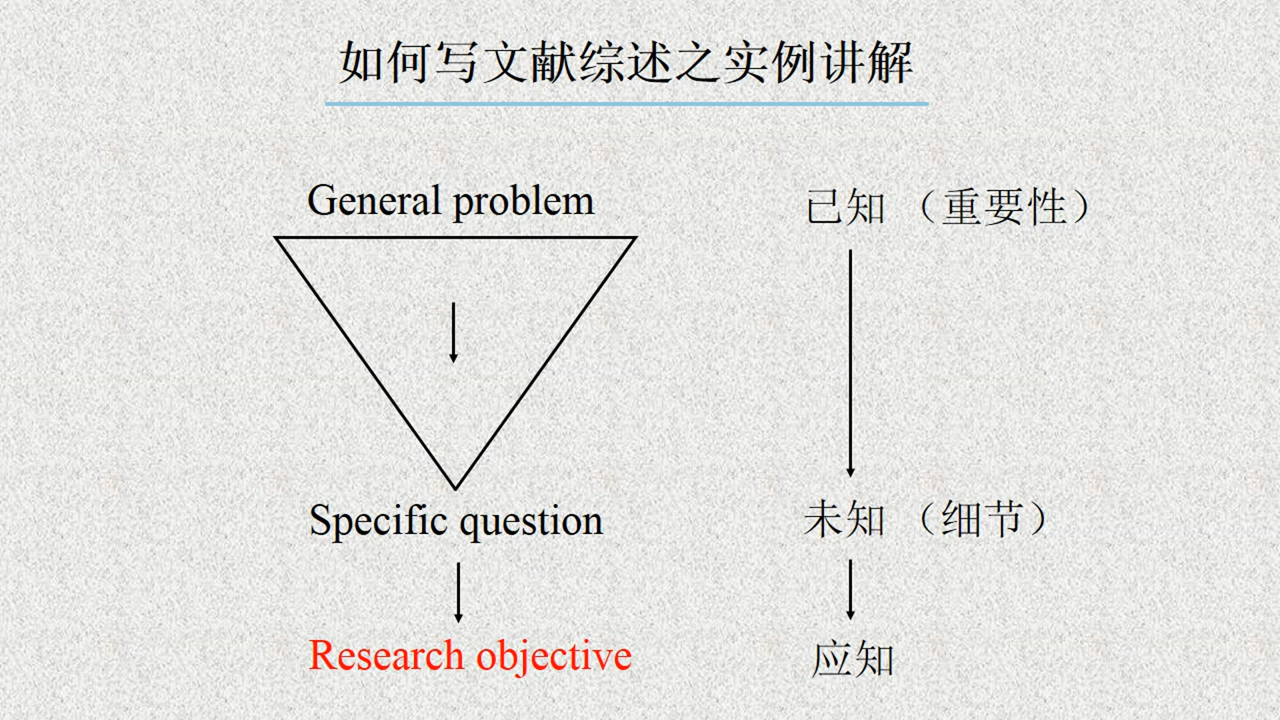 如何写文献综述之实例讲解
General problem
已知（重要性）
Specific question
未知（细节）
Research objective
应知